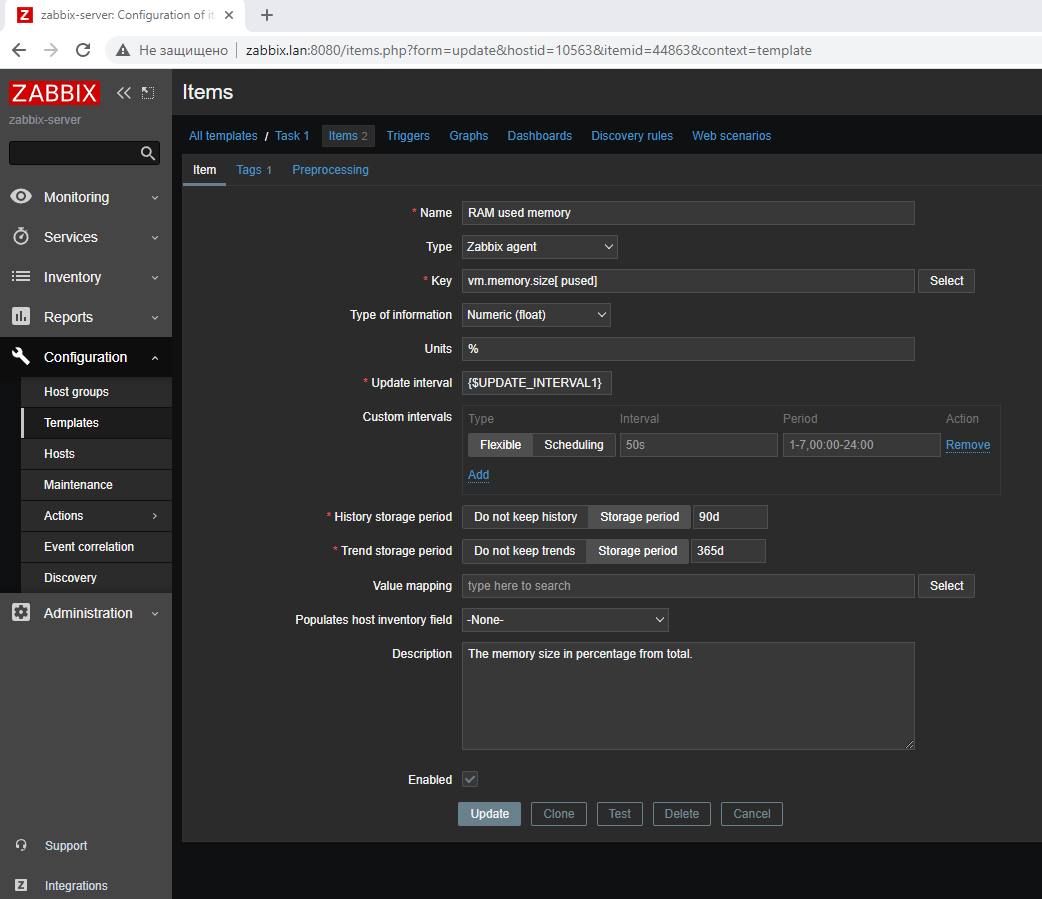 zabbix-server: Configuration of it
Не защищено | zabbix.lan:8080/items.php?form=update&hostid=10563&itemid=44863&context=template
ZABBIX
zabbix-server
Monitoring
Services
Inventory
Reports
Configuration
Host groups
Templates
Hosts
Maintenance
Actions
Event correlation
Discovery
Administration
Support
Integrations
Items
All templates / Task 1 Items 2 Triggers Graphs Dashboards Discovery rules Web scenarios
Item Tags 1 Preprocessing
* Name RAM used memory
Type Zabbix agent
* Key vm.memory.size[ pused] Select
Type of information Numeric (float)
Units %
* Update interval {$UPDATE_INTERVAL1}
Custom intervals Type Interval Period Action
Flexible Scheduling 50s 1-7,00:00-24:00 Remove
Add
* History storage period Do not keep history Storage period 90d
* Trend storage period Do not keep trends Storage period 365d
Value mapping type here to search Select
Populates host inventory field -None-
Description The memory size in percentage from total.
Enabled
Update Clone Test Delete Cancel